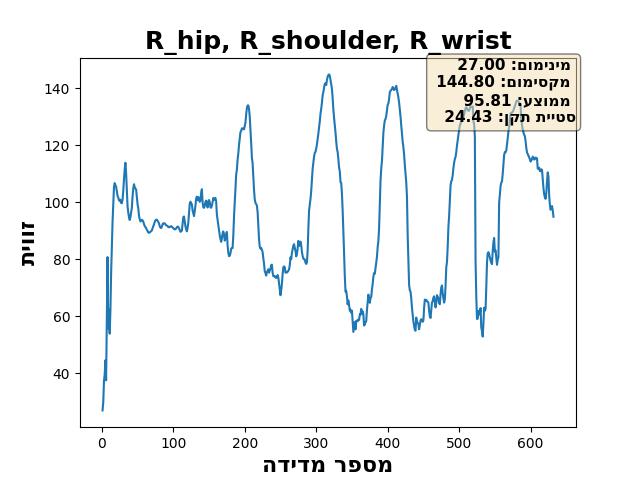 R_hip, R_shoulder, R_wrist
מינימום: 27.00
מקסימום: 144.80
ממוצע: 95.81
סטיית תקן: 24.43
140
120
100
80
60
40
זווית
0 100 200 300 400 500 600
מספר מדידה